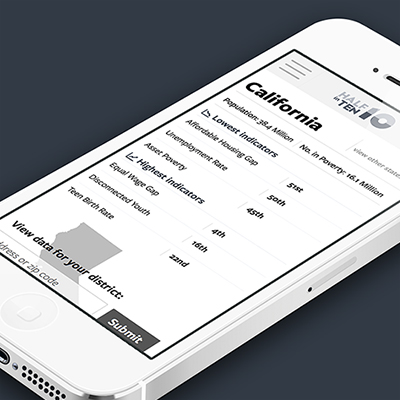 HALF
in TEN
10
California
view other state
Population: 38.4 Million
No. in Poverty: 16.1 Million
Lowest Indicators
Affordable Housing Gap
51st
Unemployment Rate
50th
Asset Poverty
45th
Highest Indicators
Equal Wage Gap
4th
Disconnected Youth
16th
Teen Birth Rate
22nd
View data for your district:
address or zip code
Submit